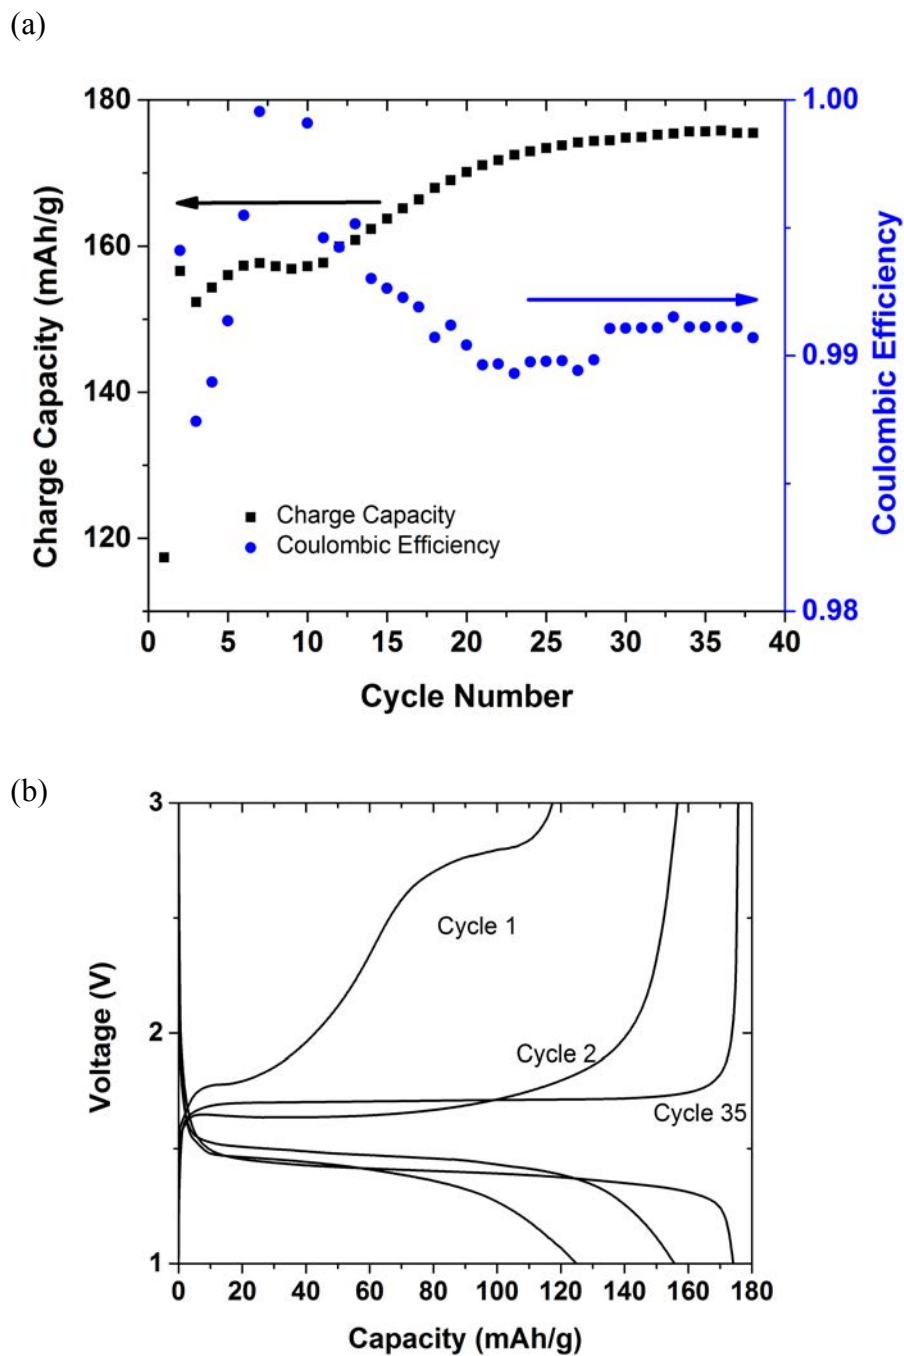 (a)
180
160
140
120
Charge Capacity (mAh/g)
1.00
0.99
0.98
Coulombic Efficiency
Charge Capacity
Coulombic Efficiency
0 5 10 15 20 25 30 35 40
Cycle Number
(b)
3
2
1
Voltage (V)
Cycle 1
Cycle 2
Cycle 35
0 20 40 60 80 100 120 140 160 180
Capacity (mAh/g)